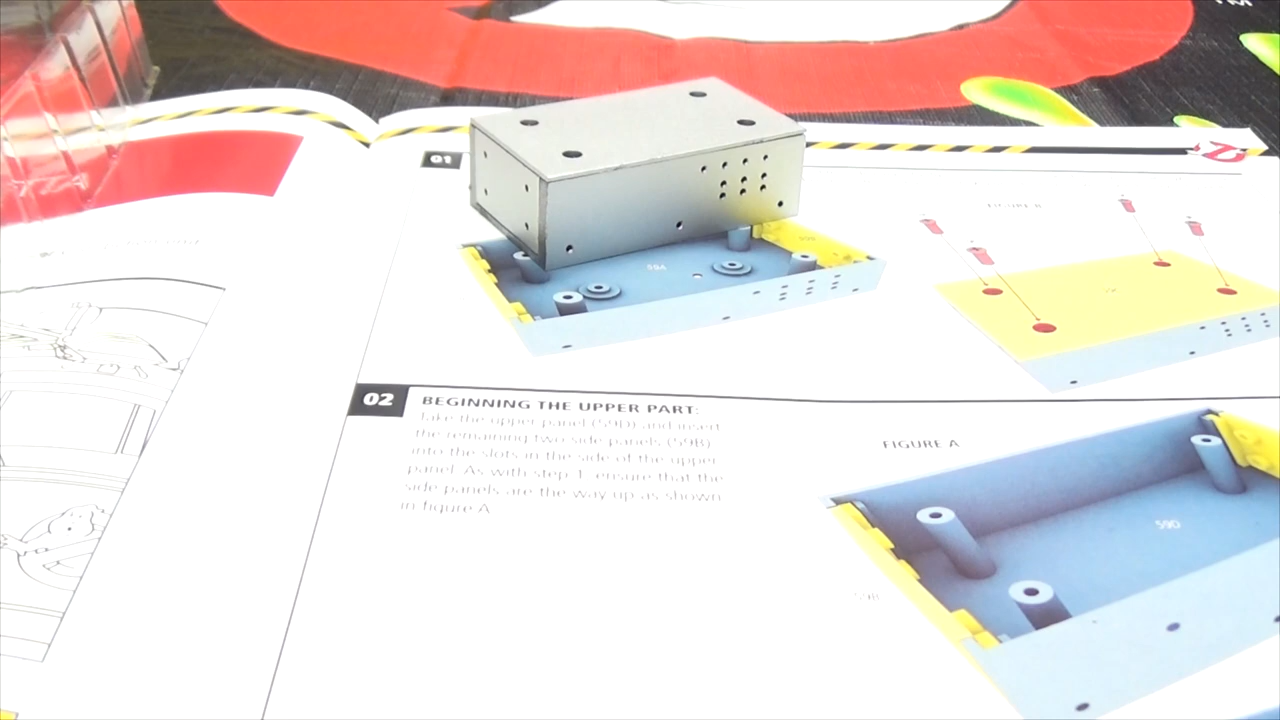 TM
01
59A
FIGURE B
02
BEGINNING THE UPPER PART:
Take the upper panel (59D) and insert
the remaining two side panels (59B)
into the slots in the side of the upper
panel. As with step 1, ensure that the
side panels are the way up as shown
in figure A
FIGURE A
59D
59B